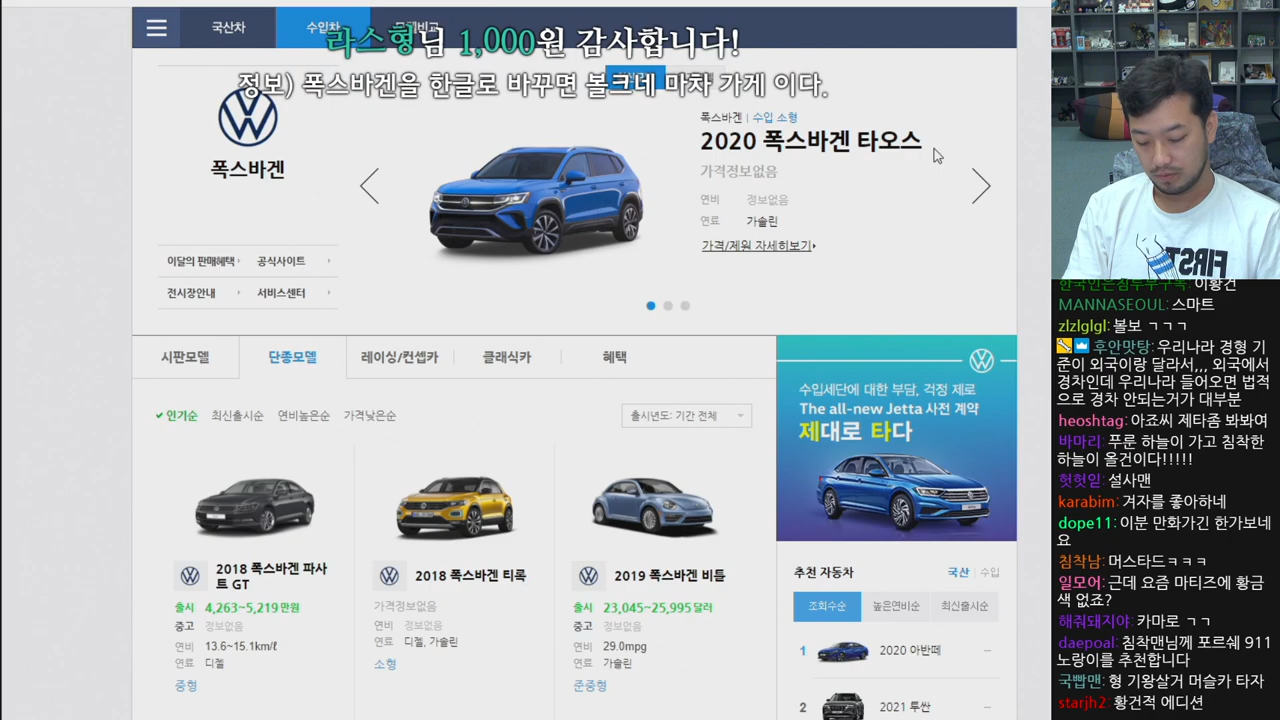 국산차
수입차
라스형님 1,000원 감사합니다!
정보) 폭스바겐을 한글로 바꾸면 볼크네 마차 가게 이다.
폭스바겐
폭스바겐 | 수입 소형
2020 폭스바겐 타오스
가격정보없음
연비 정보없음
연료 가솔린
가격/제원 자세히보기
이달의 판매혜택 공식사이트
전시장안내 서비스센터
시판모델 단종모델 레이싱/컨셉카 클래식카 혜택
인기순 최신출시순 연비높은순 가격낮은순
출시년도: 기간 전체
2018 폭스바겐 파사
트 GT
출시 4,263~5,219만원
중고 정보없음
연비 13.6~15.1km/ℓ
연료 디젤
중형
2018 폭스바겐 티록
가격정보없음
연비 정보없음
연료 디젤, 가솔린
소형
2019 폭스바겐 비틀
출시 23,045~25,995달러
중고 정보없음
연비 29.0mpg
연료 가솔린
준중형
수입세단에 대한 부담, 걱정 제로
The all-new Jetta 사전 계약
제대로 타다
추천 자동차 국산 | 수입
조회수순 높은연비순 최신출시순
1 2020 아반떼 –
2 2021 투싼 –
FIRST
한국인은침투부구독: 이황건
MANNASEOUL: 스마트
zlzlglgl: 볼보 ㄱㄱㄱ
후안맛탕: 우리나라 경형 기
준이 외국이랑 달라서,,, 외국에서
경차인데 우리나라 들어오면 법적
으로 경차 안되는거가 대부분
heoshtag: 아죠씨 제타좀 봐봐여
바마리: 푸룬 하늘이 가고 침착한
하늘이 올건이다!!!!!
헛헛읻: 설사맨
karabim: 겨자를 좋아하네
dope11: 이분 만화가긴 한가보네
요
침착남: 머스타드ㅋㅋㅋ
일모어: 근데 요즘 마티즈에 황금
색 없죠?
해줘돼지야: 카마로 ㄱㄱ
daepoal: 침착맨님께 포르쉐 911
노랑이를 추천합니다
국빱맨: 형 기왕살거 머슬카 타자
starjh2: 황건적 에디션